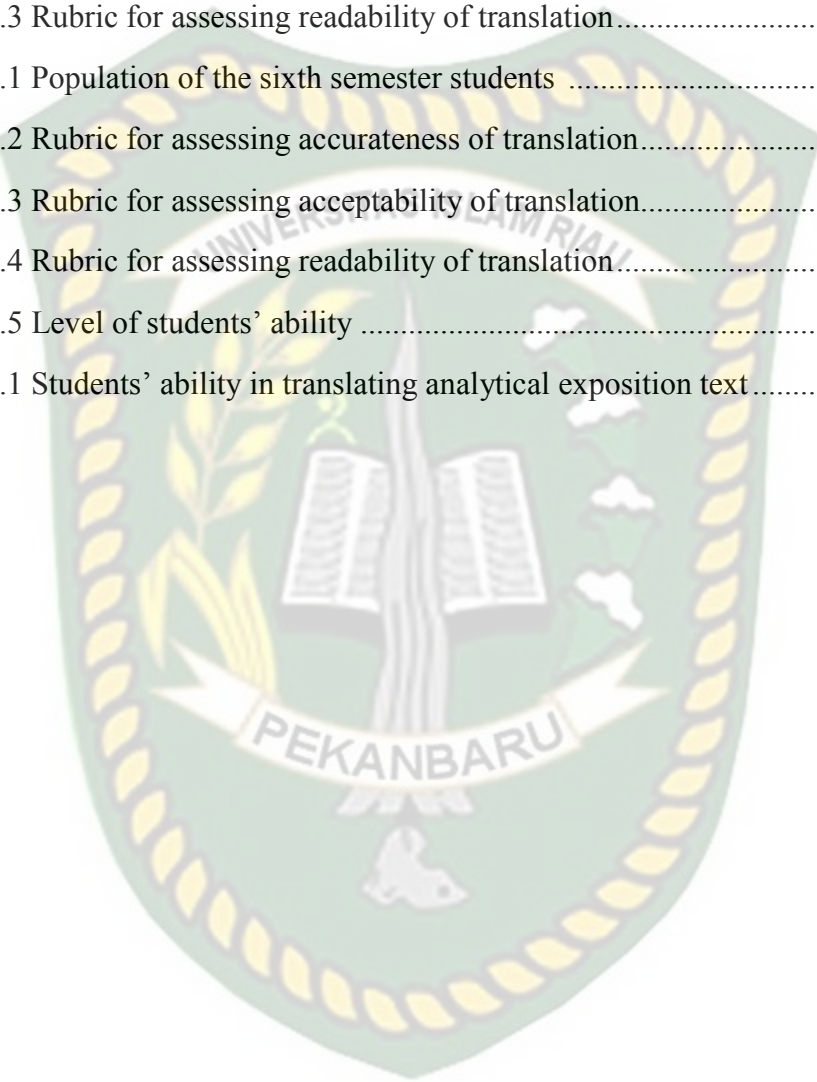 .3 Rubric for assessing readability of translation....................
.1 Population of the sixth semester students ..........................
.2 Rubric for assessing accurateness of translation.................
.3 Rubric for assessing acceptability of translation.................
UNIVERSITAS ISLAM RIAU
.4 Rubric for assessing readability of translation....................
.5 Level of students’ ability ....................................................
.1 Students’ ability in translating analytical exposition text........
PEKANBARU